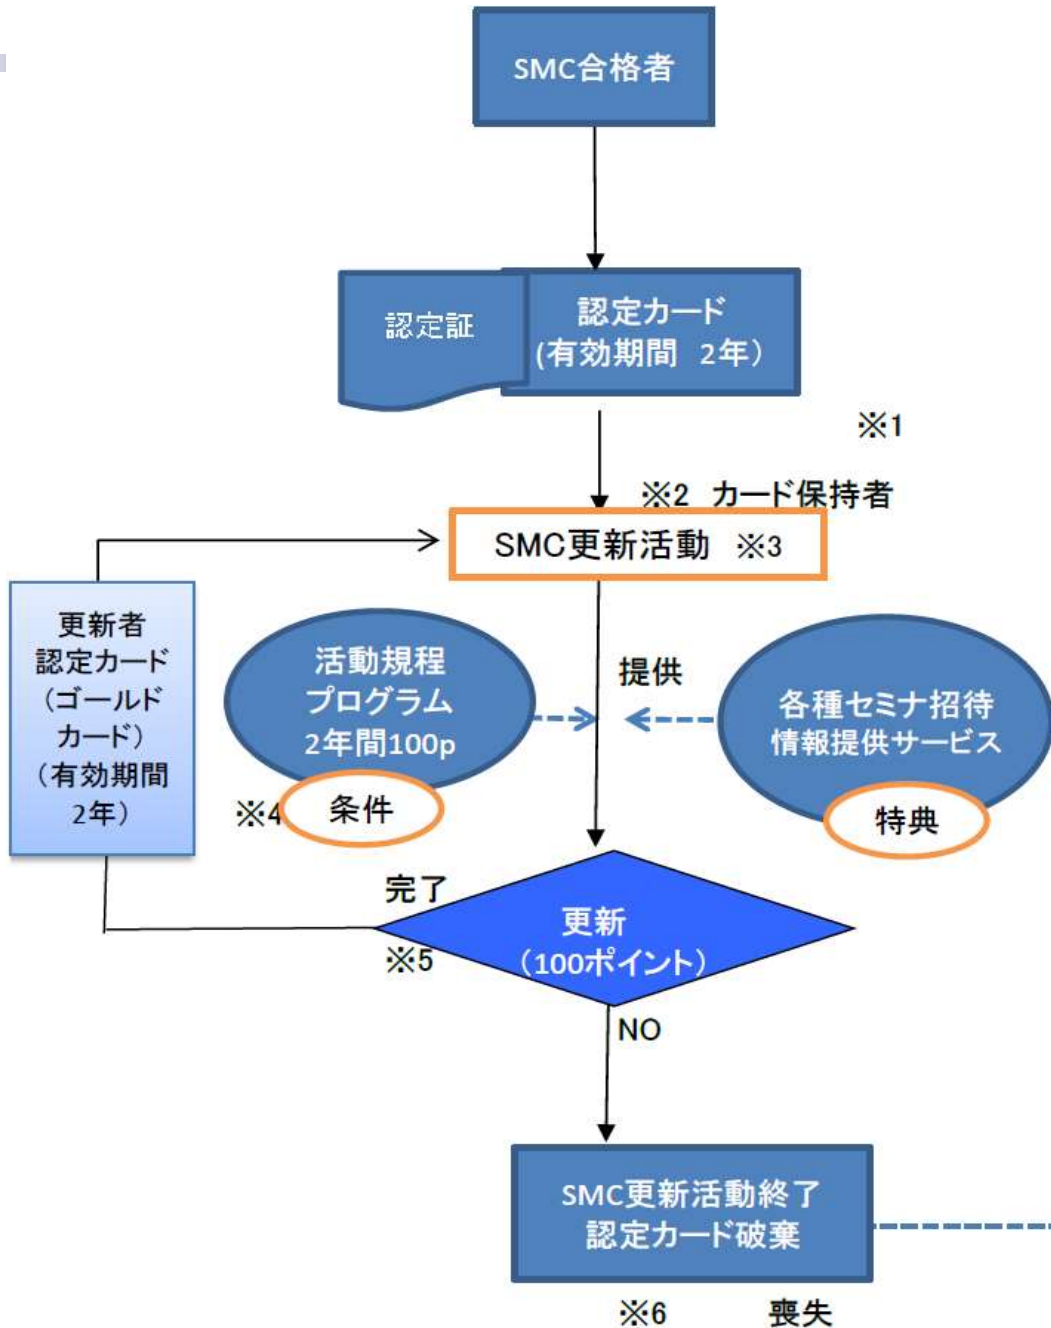 SMC合格者
認定証
認定カード
(有効期間 2年)
※1
※2 カード保持者
SMC更新活動 ※3
更新者
認定カード
(ゴールド
カード)
(有効期間
2年)
活動規程
プログラム
2年間100p
※4
条件
提供
各種セミナ招待
情報提供サービス
特典
完了
※5
更新
(100ポイント)
NO
SMC更新活動終了
認定カード破棄
※6 喪失